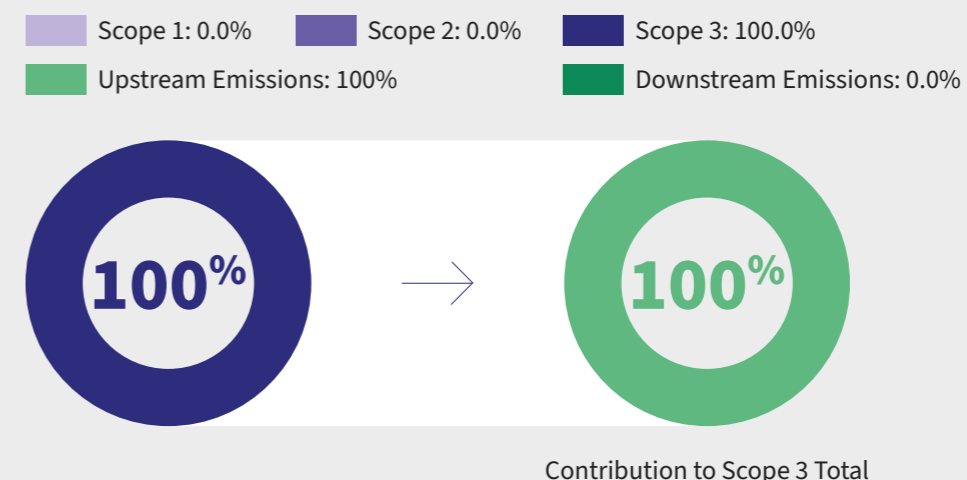 Scope 1: 0.0% Scope 2: 0.0% Scope 3: 100.0%
Upstream Emissions: 100% Downstream Emissions: 0.0%
100% 100%
Contribution to Scope 3 Total